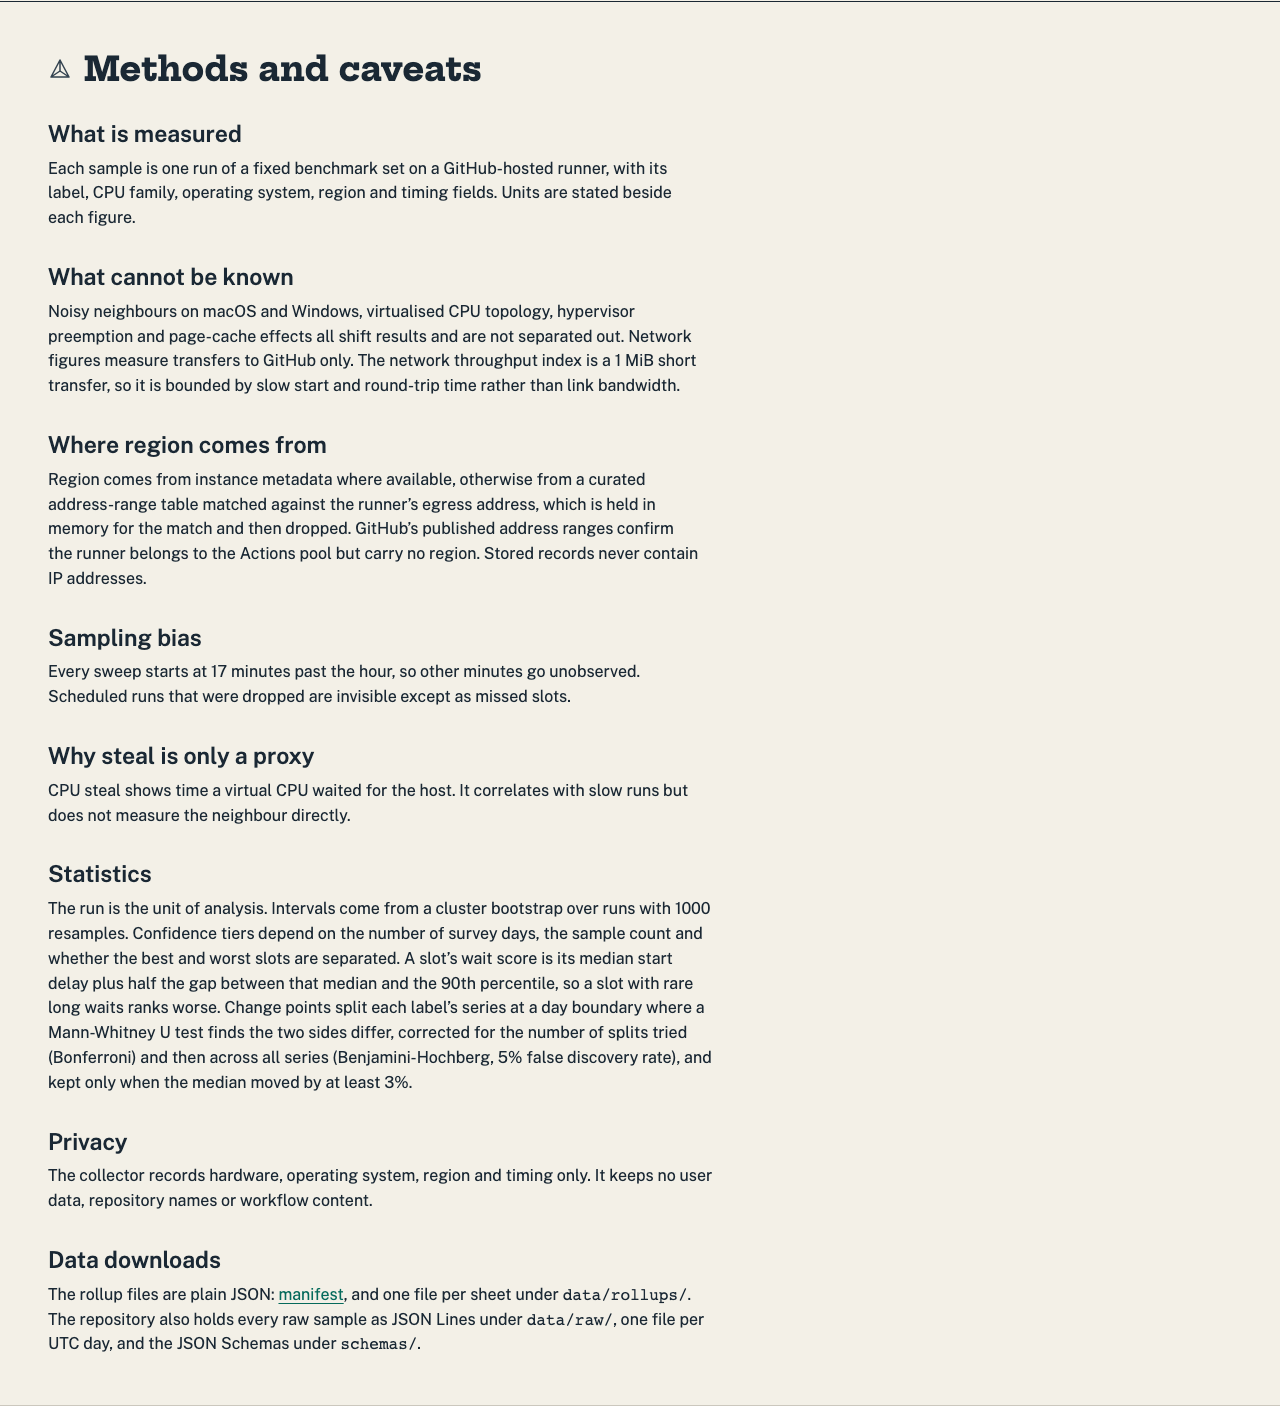 Methods and caveats
What is measured
Each sample is one run of a fixed benchmark set on a GitHub-hosted runner, with its
label, CPU family, operating system, region and timing fields. Units are stated beside
each figure.
What cannot be known
Noisy neighbours on macOS and Windows, virtualised CPU topology, hypervisor
preemption and page-cache effects all shift results and are not separated out. Network
figures measure transfers to GitHub only. The network throughput index is a 1 MiB short
transfer, so it is bounded by slow start and round-trip time rather than link bandwidth.
Where region comes from
Region comes from instance metadata where available, otherwise from a curated
address-range table matched against the runner’s egress address, which is held in
memory for the match and then dropped. GitHub’s published address ranges confirm
the runner belongs to the Actions pool but carry no region. Stored records never contain
IP addresses.
Sampling bias
Every sweep starts at 17 minutes past the hour, so other minutes go unobserved.
Scheduled runs that were dropped are invisible except as missed slots.
Why steal is only a proxy
CPU steal shows time a virtual CPU waited for the host. It correlates with slow runs but
does not measure the neighbour directly.
Statistics
The run is the unit of analysis. Intervals come from a cluster bootstrap over runs with 1000
resamples. Confidence tiers depend on the number of survey days, the sample count and
whether the best and worst slots are separated. A slot’s wait score is its median start
delay plus half the gap between that median and the 90th percentile, so a slot with rare
long waits ranks worse. Change points split each label’s series at a day boundary where a
Mann-Whitney U test finds the two sides differ, corrected for the number of splits tried
(Bonferroni) and then across all series (Benjamini-Hochberg, 5% false discovery rate), and
kept only when the median moved by at least 3%.
Privacy
The collector records hardware, operating system, region and timing only. It keeps no user
data, repository names or workflow content.
Data downloads
The rollup files are plain JSON: manifest, and one file per sheet under data/rollups/.
The repository also holds every raw sample as JSON Lines under data/raw/, one file per
UTC day, and the JSON Schemas under schemas/.